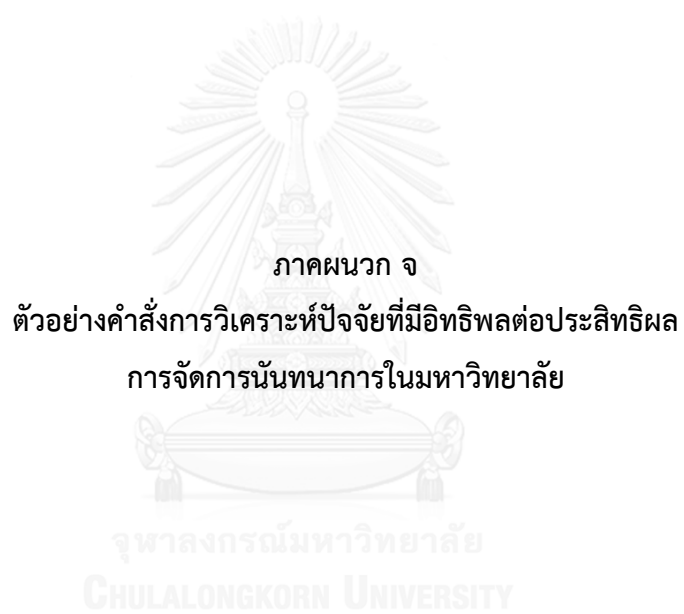 ภาคผนวก จ
ตัวอย่างคำสั่งการวิเคราะห์ปัจจัยที่มีอิทธิพลต่อประสิทธิผล
การจัดการนันทนาการในมหาวิทยาลัย
จุฬาลงกรณ์มหาวิทยาลัย
CHULALONGKORN UNIVERSITY